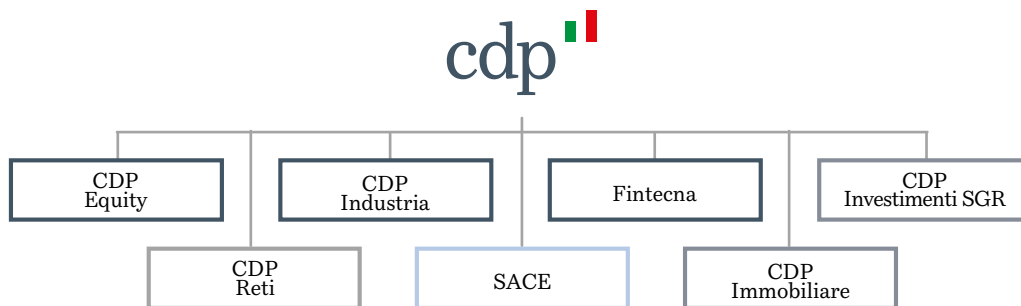 cdp
CDP
Equity
CDP
Industria
Fintecna
CDP
Investimenti SGR
CDP
Reti
SACE
CDP
Immobiliare